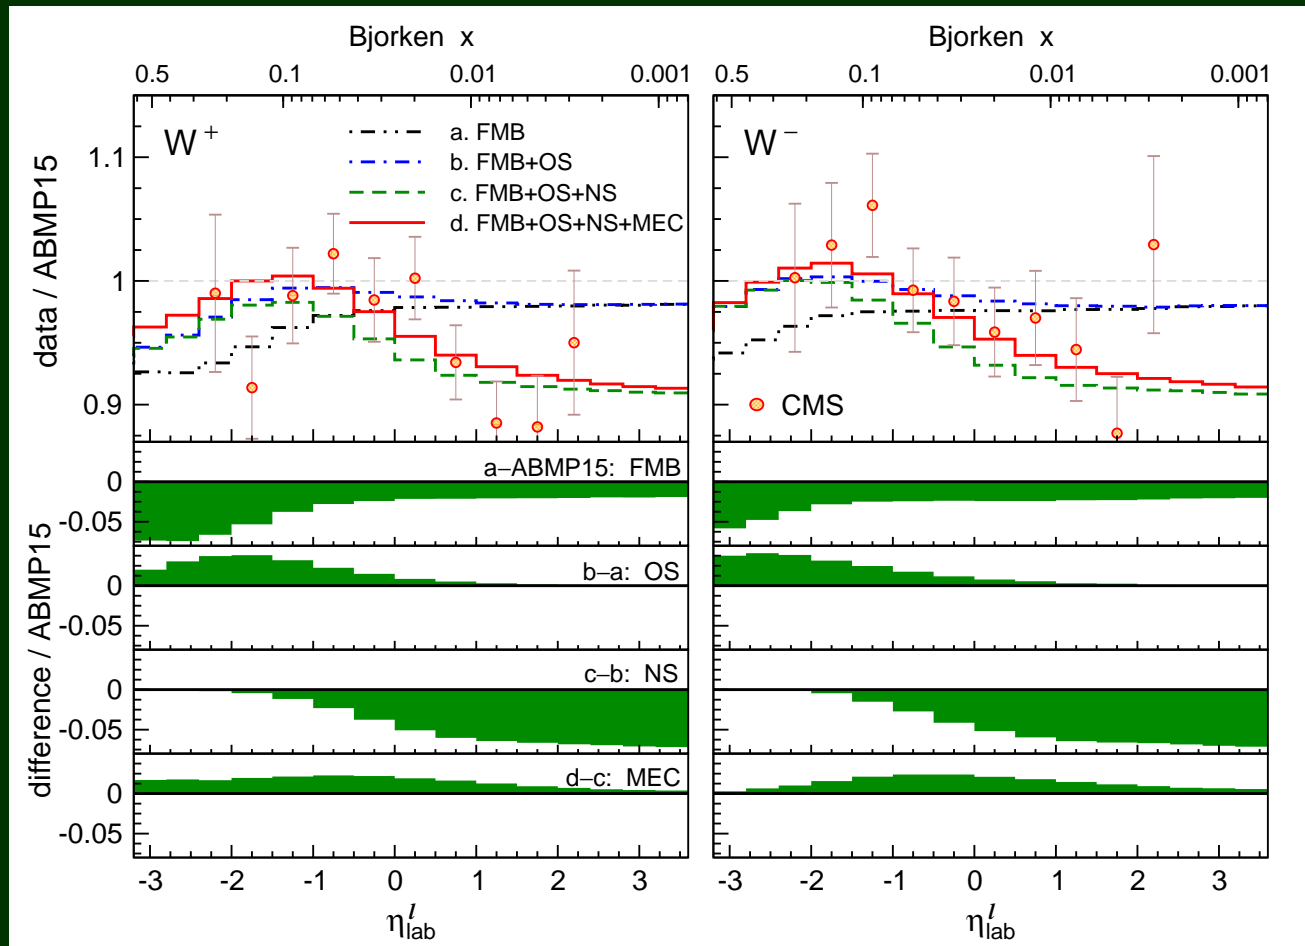 Bjorken x
Bjorken x
0.5 0.1 0.01 0.001
0.5 0.1 0.01 0.001
data / ABMP15
1.1
1
0.9
W +
a. FMB
b. FMB+OS
c. FMB+OS+NS
d. FMB+OS+NS+MEC
W −
CMS
difference / ABMP15
0
-0.05
a−ABMP15: FMB
0
-0.05
b−a: OS
0
-0.05
c−b: NS
0
-0.05
d−c: MEC
-3 -2 -1 0 1 2 3
-3 -2 -1 0 1 2 3
η l lab
η l lab